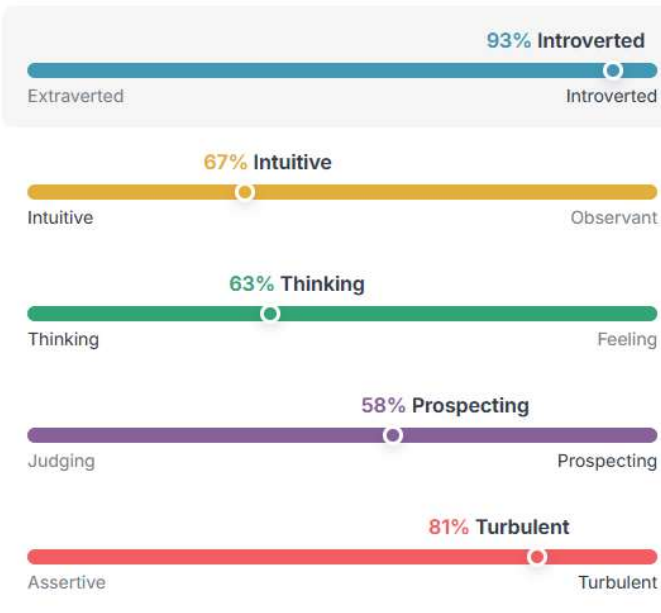 93% Introverted
Extraverted Introverted
67% Intuitive
Intuitive Observant
63% Thinking
Thinking Feeling
58% Prospecting
Judging Prospecting
81% Turbulent
Assertive Turbulent